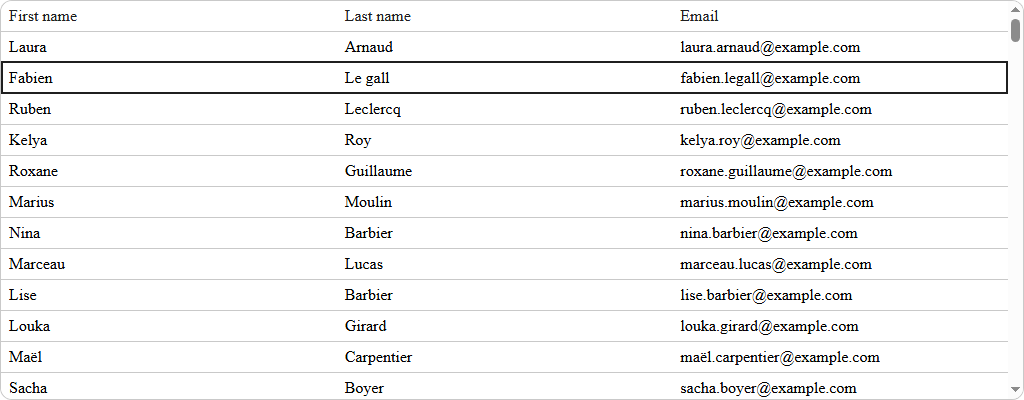 First name Last name Email
Laura Arnaud laura.arnaud@example.com
Fabien Le gall fabien.legall@example.com
Ruben Leclercq ruben.leclercq@example.com
Kelya Roy kelya.roy@example.com
Roxane Guillaume roxane.guillaume@example.com
Marius Moulin marius.moulin@example.com
Nina Barbier nina.barbier@example.com
Marceau Lucas marceau.lucas@example.com
Lise Barbier lise.barbier@example.com
Louka Girard louka.girard@example.com
Maël Carpentier maël.carpentier@example.com
Sacha Boyer sacha.boyer@example.com